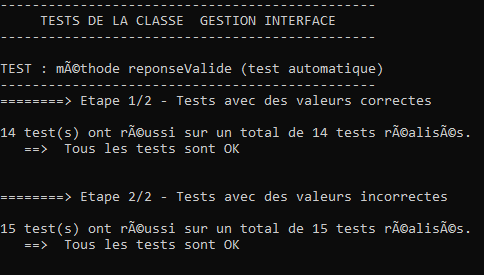 -----------------------------------------------
     TESTS DE LA CLASSE  GESTION INTERFACE
-----------------------------------------------
TEST : mÃ©thode reponseValide (test automatique)
-----------------------------------------------
========> Etape 1/2 - Tests avec des valeurs correctes
14 test(s) ont rÃ©ussi sur un total de 14 tests rÃ©alisÃ©s.
   ==>  Tous les tests sont OK
========> Etape 2/2 - Tests avec des valeurs incorrectes
15 test(s) ont rÃ©ussi sur un total de 15 tests rÃ©alisÃ©s.
   ==>  Tous les tests sont OK